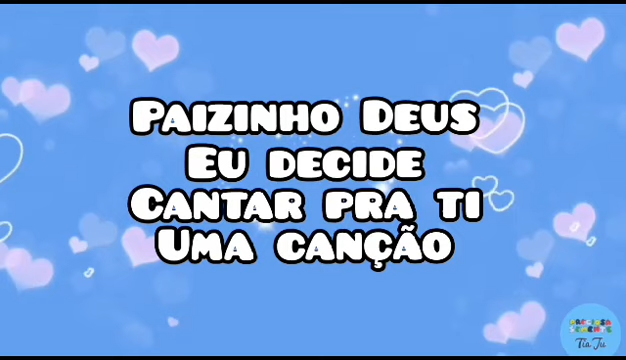 Paizinho Deus
Eu decide
Cantar pra ti
Uma canção
Tia Ju